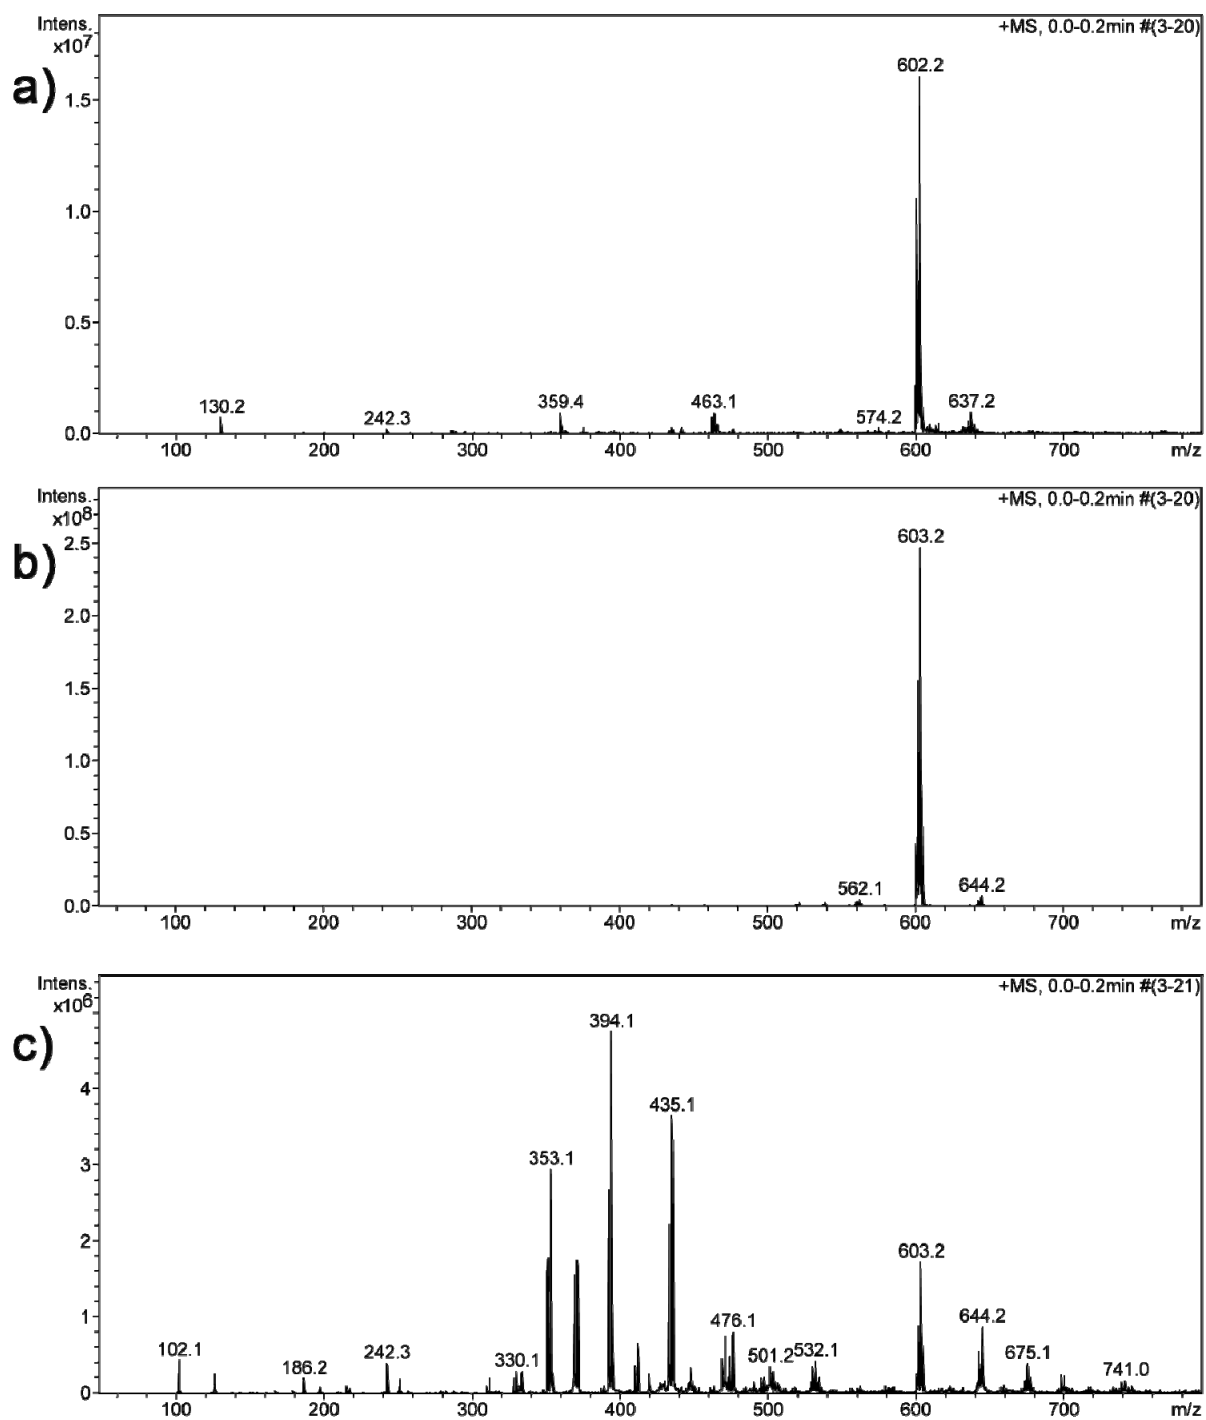 Intens.
x10⁷
+MS, 0.0-0.2min #(3-20)
a)
602.2
1.5
1.0
0.5
130.2
242.3
359.4
463.1
574.2
637.2
0.0
100 200 300 400 500 600 700 m/z
Intens.
x10⁸
+MS, 0.0-0.2min #(3-20)
b)
603.2
2.5
2.0
1.5
1.0
0.5
562.1
644.2
0.0
100 200 300 400 500 600 700 m/z
Intens.
x10⁶
+MS, 0.0-0.2min #(3-21)
c)
394.1
4
435.1
353.1
3
2
603.2
1
476.1
644.2
102.1
186.2
242.3
330.1
501.2
532.1
675.1
741.0
0
100 200 300 400 500 600 700 m/z